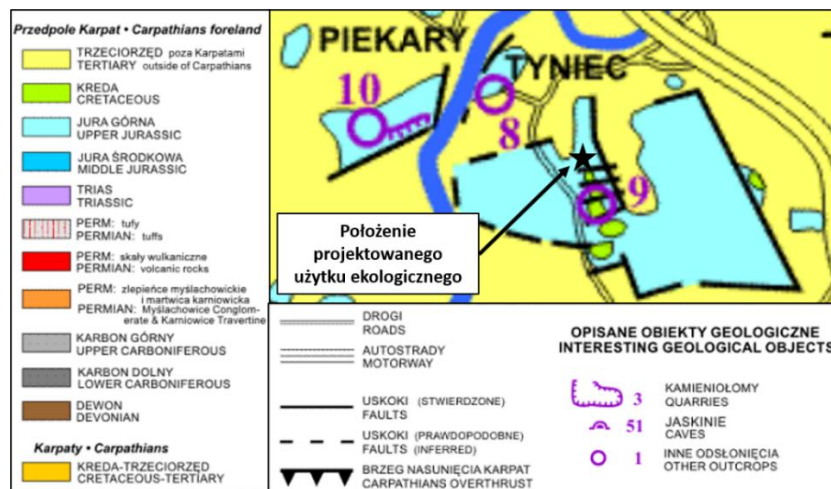 Przedpole Karpat • Carpathians foreland
TRZECIORZĘD poza Karpatami
TERTIARY outside of Carpathians
KREDA
CRETACEOUS
JURA GÓRNA
UPPER JURASSIC
JURA ŚRODKOWA
MIDDLE JURASSIC
TRIAS
TRIASSIC
PERM: tufy
PERMIAN: tuffs
PERM: skały wulkaniczne
PERMIAN: volcanic rocks
PERM: zlepieńce myślachowickie
i martwica karniowicka
PERMIAN: Myślachowice Conglom-
erate & Karniowice Travertine
KARBON GÓRNY
UPPER CARBONIFEROUS
KARBON DOLNY
LOWER CARBONIFEROUS
DEWON
DEVONIAN
Karpaty • Carpathians
KREDA-TRZECIORZĘD
CRETACEOUS-TERTIARY
PIEKARY
TYNIEC
10
8
9
Położenie
projektowanego
użytku ekologicznego
DROGI
ROADS
AUTOSTRADY
MOTORWAY
USKOKI (STWIERDZONE)
FAULTS
USKOKI (PRAWDOPODOBNE)
FAULTS (INFERRED)
BRZEG NASUNIĘCIA KARPAT
CARPATHIANS OVERTHRUST
OPISANE OBIEKTY GEOLOGICZNE
INTERESTING GEOLOGICAL OBJECTS
3 KAMIENIOŁOMY
QUARRIES
51 JASKINIE
CAVES
1 INNE ODSŁONIĘCIA
OTHER OUTCROPS